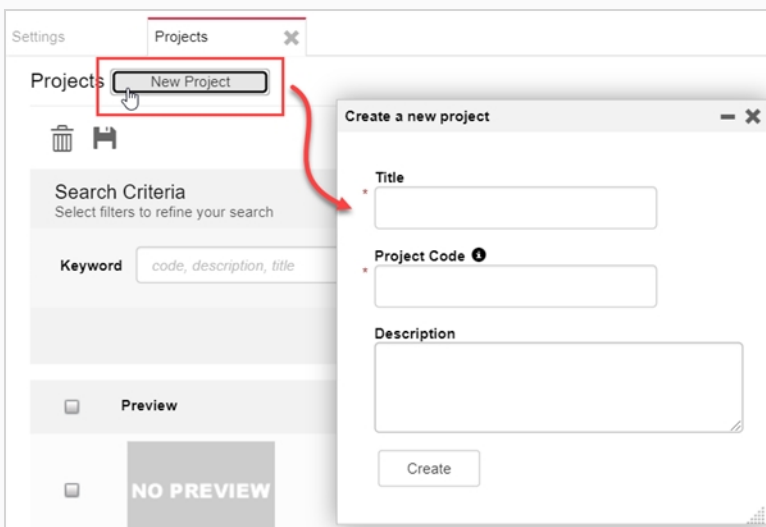 Settings
Projects
Projects
New Project
Search Criteria
Select filters to refine your search
Keyword
code, description, title
Preview
NO PREVIEW
Create a new project
* Title
* Project Code
Description
Create